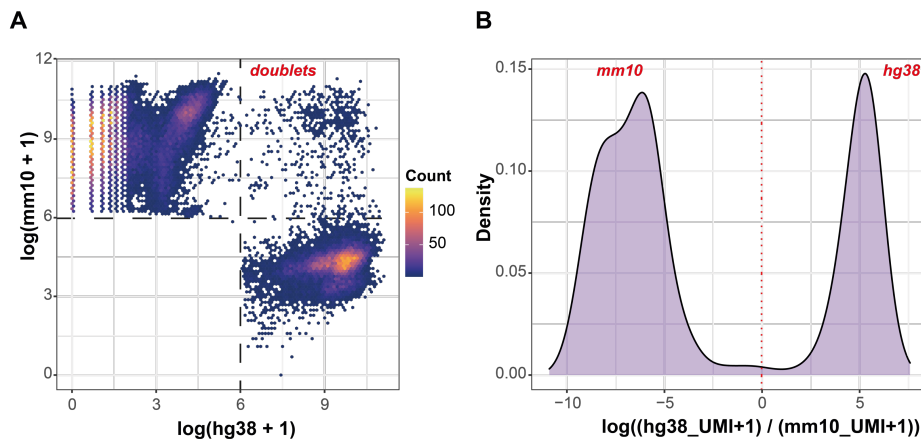 A
doublets
12
9
6
3
0
log(mm10 + 1)
0
3
6
9
log(hg38 + 1)
Count
100
50
B
mm10
hg38
0.15
0.10
0.05
0.00
Density
−10
−5
0
5
log((hg38_UMI+1) / (mm10_UMI+1))